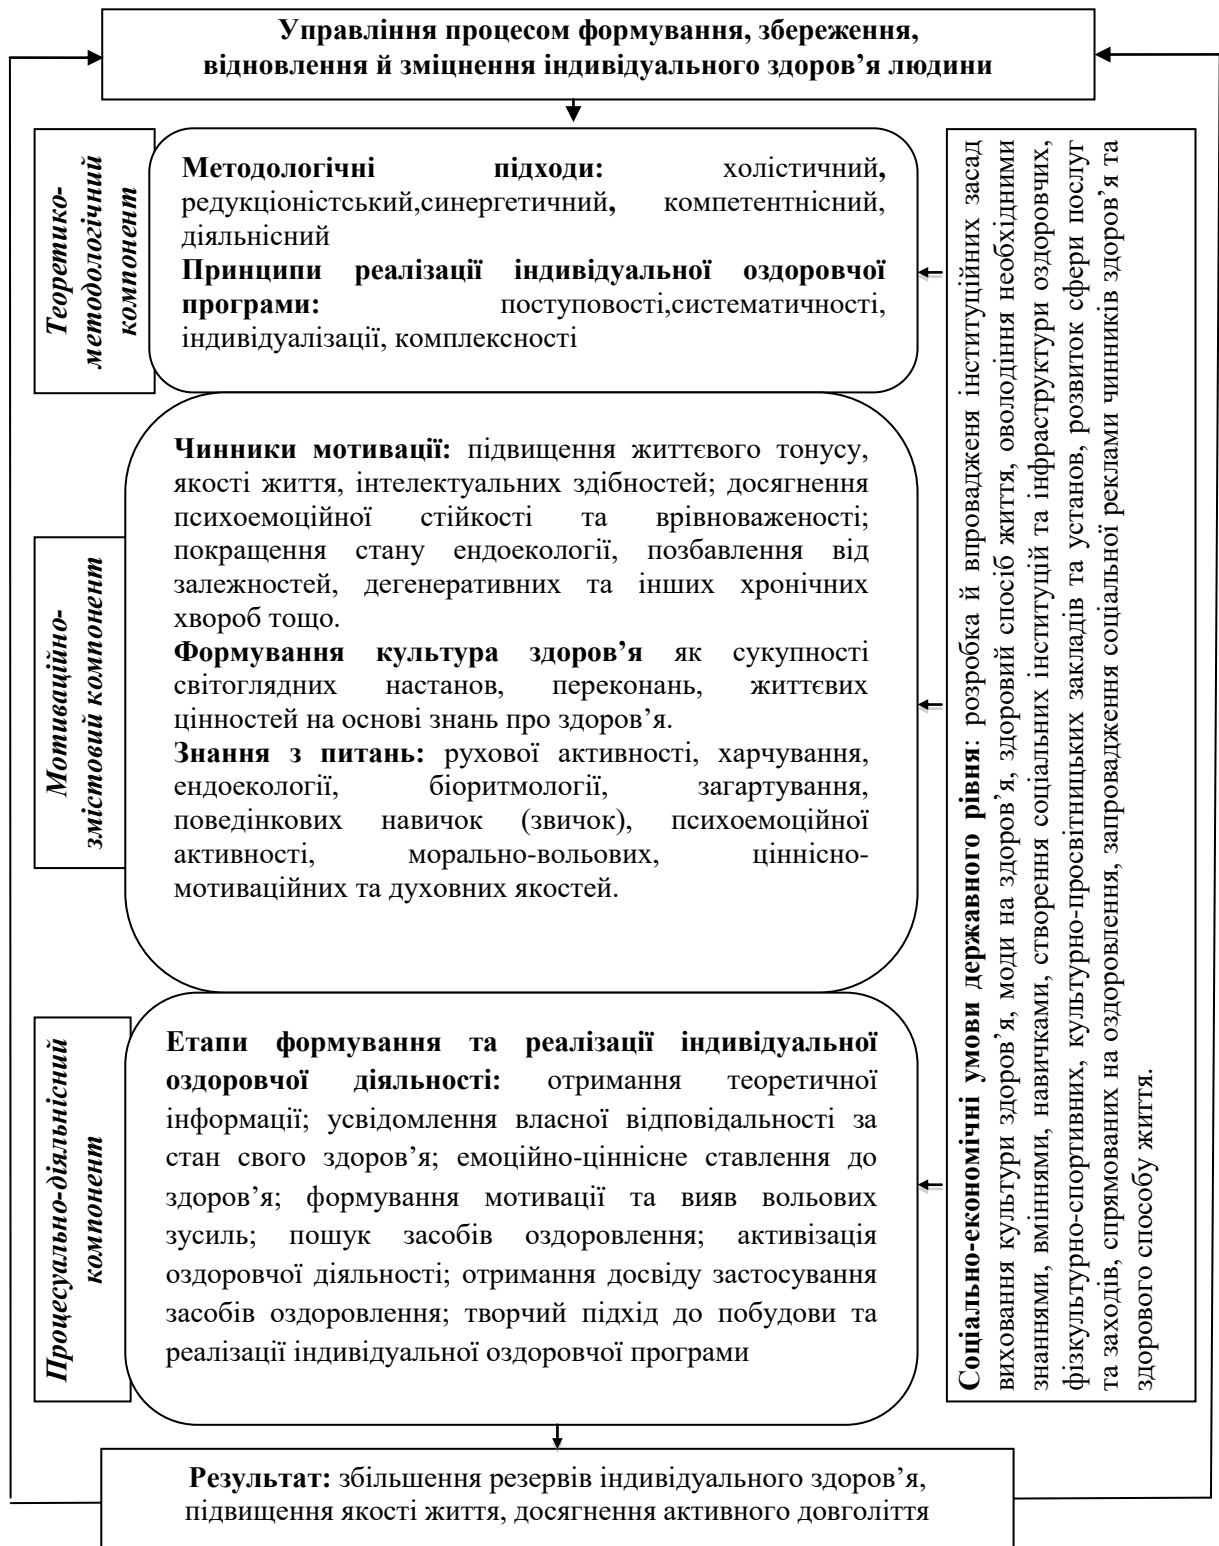 Управління процесом формування, збереження,
відновлення й зміцнення індивідуального здоров’я людини
Теоретико-
методологічний
компонент
Методологічні підходи: холістичний,
редукціоністський,синергетичний, компетентнісний,
діяльнісний
Принципи реалізації індивідуальної оздоровчої
програми: поступовості,систематичності,
індивідуалізації, комплексності
Мотиваційно-
змістовий компонент
Чинники мотивації: підвищення життєвого тонусу,
якості життя, інтелектуальних здібностей; досягнення
психоемоційної стійкості та врівноваженості;
покращення стану ендоекології, позбавлення від
залежностей, дегенеративних та інших хронічних
хвороб тощо.
Формування культура здоров’я як сукупності
світоглядних настанов, переконань, життєвих
цінностей на основі знань про здоров’я.
Знання з питань: рухової активності, харчування,
ендоекології, біоритмології, загартування,
поведінкових навичок (звичок), психоемоційної
активності, морально-вольових, ціннісно-
мотиваційних та духовних якостей.
Процесуально-діяльнісний
компонент
Етапи формування та реалізації індивідуальної
оздоровчої діяльності: отримання теоретичної
інформації; усвідомлення власної відповідальності за
стан свого здоров’я; емоційно-ціннісне ставлення до
здоров’я; формування мотивації та вияв вольових
зусиль; пошук засобів оздоровлення; активізація
оздоровчої діяльності; отримання досвіду застосування
засобів оздоровлення; творчий підхід до побудови та
реалізації індивідуальної оздоровчої програми
Соціально-економічні умови державного рівня: розробка й впровадженя інституційних засад
виховання культури здоров’я, моди на здоров’я, здоровий спосіб життя, оволодіння необхідними
знаннями, вміннями, навичками, створення соціальних інституцій та інфраструктури оздоровчих,
фізкультурно-спортивних, культурно-просвітницьких закладів та установ, розвиток сфери послуг
та заходів, спрямованих на оздоровлення, запровадження соціальної реклами чинників здоров’я та
здорового способу життя.
Результат: збільшення резервів індивідуального здоров’я,
підвищення якості життя, досягнення активного довголіття